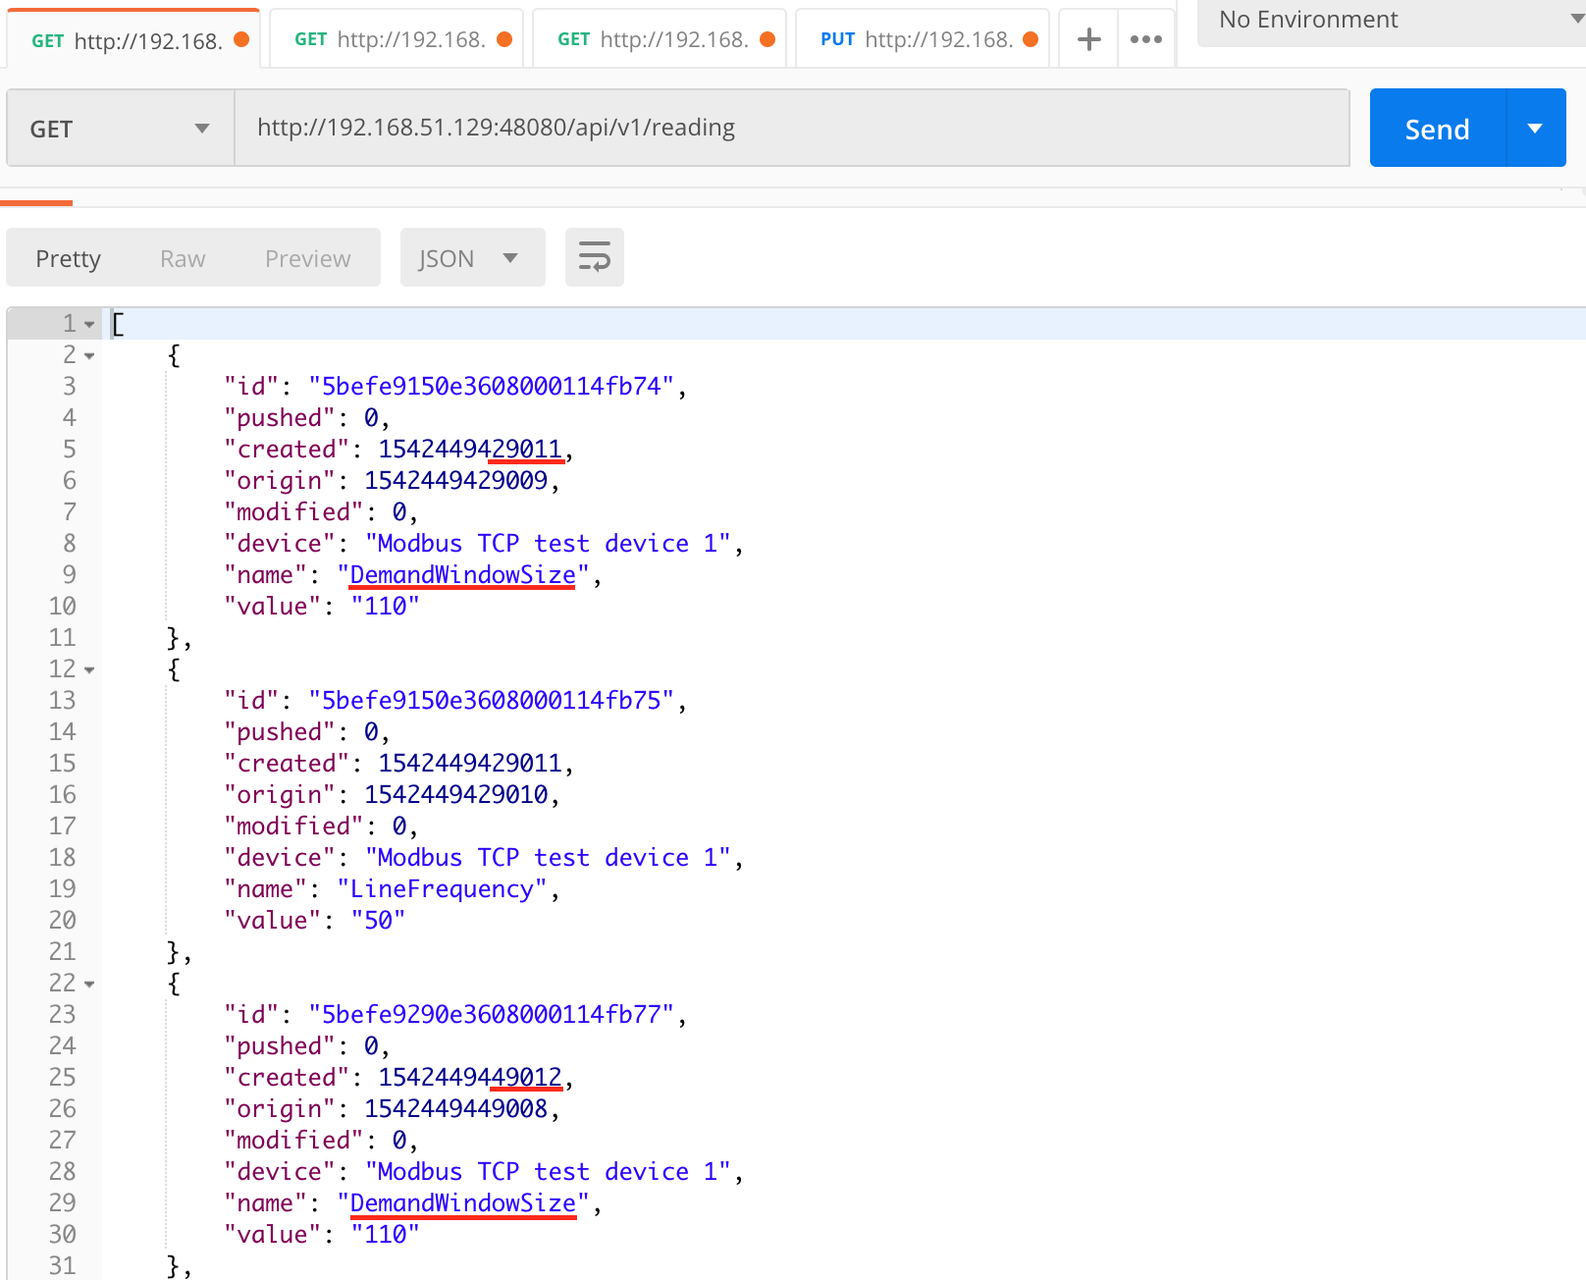 GET http://192.168. GET http://192.168. GET http://192.168. PUT http://192.168. + ••• No Environment
GET http://192.168.51.129:48080/api/v1/reading Send
Pretty Raw Preview JSON
1 [
2 {
3 "id": "5befe9150e3608000114fb74",
4 "pushed": 0,
5 "created": 1542449429011,
6 "origin": 1542449429009,
7 "modified": 0,
8 "device": "Modbus TCP test device 1",
9 "name": "DemandWindowSize",
10 "value": "110"
11 },
12 {
13 "id": "5befe9150e3608000114fb75",
14 "pushed": 0,
15 "created": 1542449429011,
16 "origin": 1542449429010,
17 "modified": 0,
18 "device": "Modbus TCP test device 1",
19 "name": "LineFrequency",
20 "value": "50"
21 },
22 {
23 "id": "5befe9290e3608000114fb77",
24 "pushed": 0,
25 "created": 1542449449012,
26 "origin": 1542449449008,
27 "modified": 0,
28 "device": "Modbus TCP test device 1",
29 "name": "DemandWindowSize",
30 "value": "110"
31 },